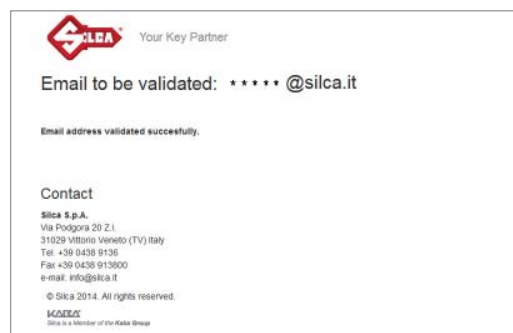 SILCA Your Key Partner
Email to be validated: * * * * * @silca.it
Email address validated succesfully.
Contact
Silca S.p.A.
Via Podgora 20 Z.I.
31029 Vittorio Veneto (TV) Italy
Tel. +39 0438 9136
Fax +39 0438 913800
e-mail: info@silca.it
© Silca 2014. All rights reserved.
KABA
Silca is a Member of the Kaba Group